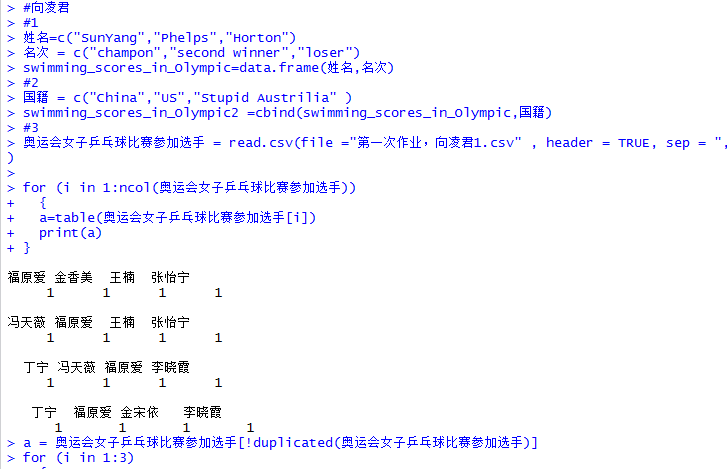 > #向凌君
> #1
> 姓名=c("SunYang","Phelps","Horton")
> 名次 = c("champon","second winner","loser")
> swimming_scores_in_Olympic=data.frame(姓名,名次)
> #2
> 国籍 = c("China","US","Stupid Austrilia" )
> swimming_scores_in_Olympic2 =cbind(swimming_scores_in_Olympic,国籍)
> #3
> 奥运会女子乒乓球比赛参加选手 = read.csv(file ="第一次作业，向凌君1.csv" , header = TRUE, sep = ",
)
>
> for (i in 1:ncol(奥运会女子乒乓球比赛参加选手))
+ {
+ a=table(奥运会女子乒乓球比赛参加选手[i])
+ print(a)
+ }
福原爱 金香美 王楠 张怡宁
1 1 1 1
冯天薇 福原爱 王楠 张怡宁
1 1 1 1
丁宁 冯天薇 福原爱 李晓霞
1 1 1 1
丁宁 福原爱 金宋依 李晓霞
1 1 1 1
> a = 奥运会女子乒乓球比赛参加选手[!duplicated(奥运会女子乒乓球比赛参加选手)]
> for (i in 1:3)